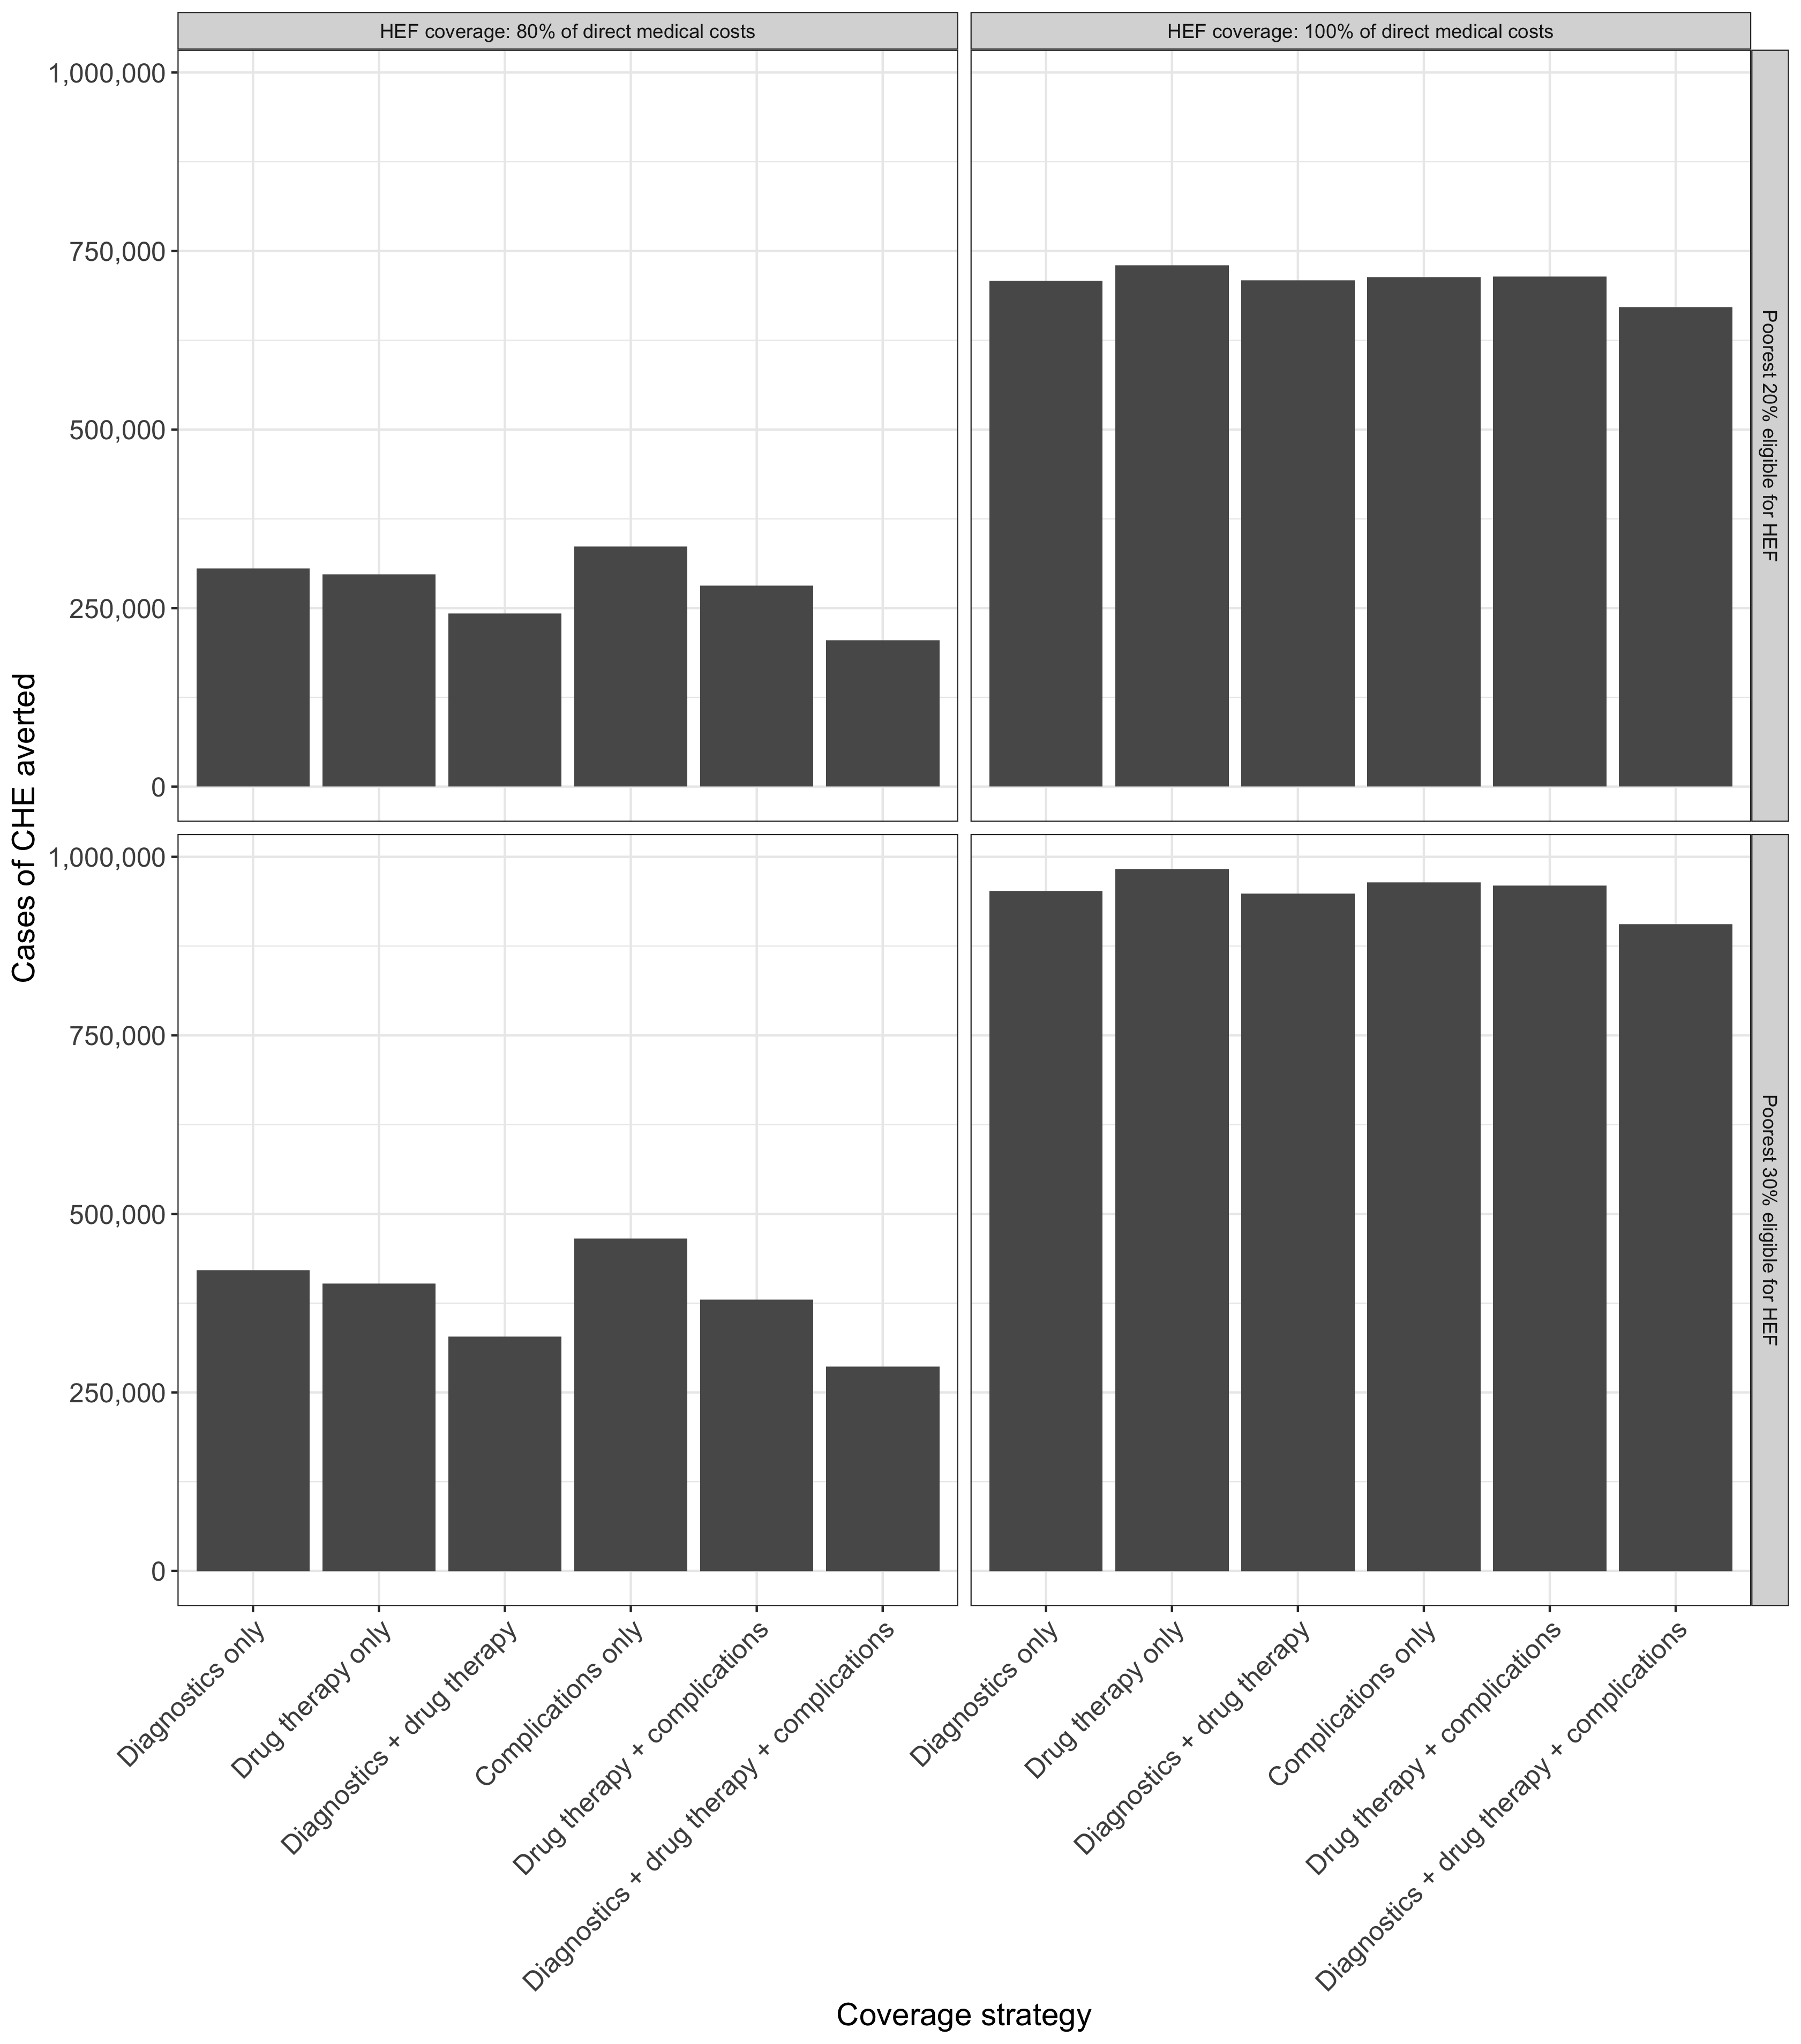 HEF coverage: 80% of direct medical costs
HEF coverage: 100% of direct medical costs
Cases of CHE averted
1,000,000
750,000
500,000
250,000
0
Poorest 20% eligible for HEF
1,000,000
750,000
500,000
250,000
0
Poorest 30% eligible for HEF
Diagnostics only
Drug therapy only
Diagnostics + drug therapy
Complications only
Drug therapy + complications
Diagnostics + drug therapy + complications
Diagnostics only
Drug therapy only
Diagnostics + drug therapy
Complications only
Drug therapy + complications
Diagnostics + drug therapy + complications
Coverage strategy